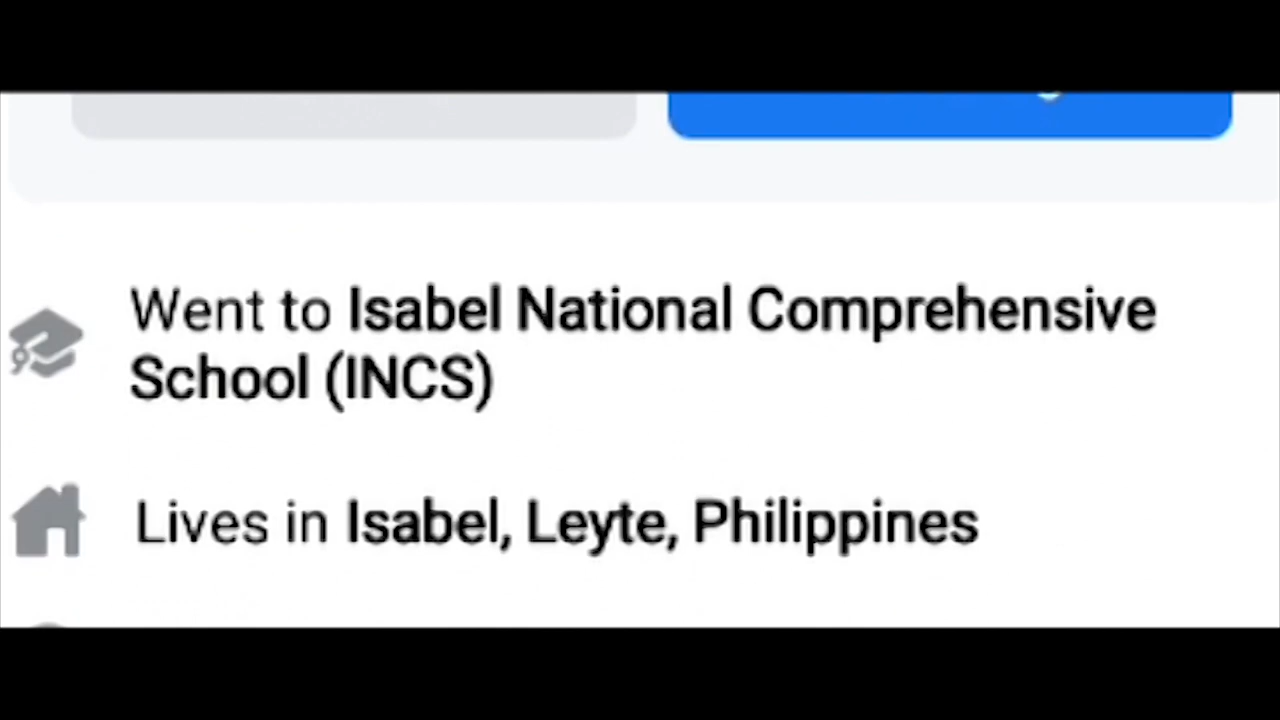 Went to Isabel National Comprehensive
School (INCS)
Lives in Isabel, Leyte, Philippines